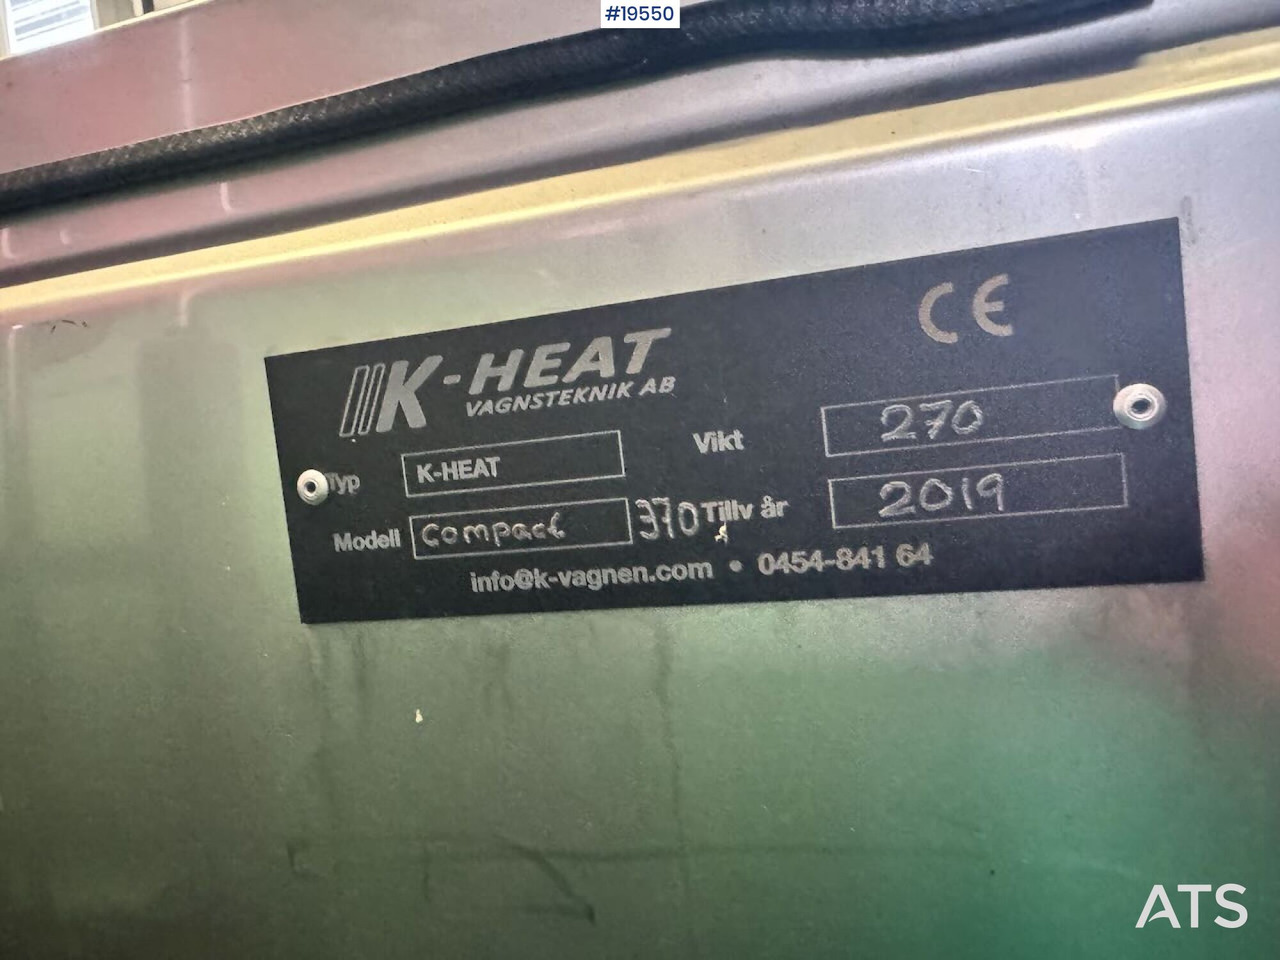 #19550
CE
K-HEAT
VAGNSTEKNIK AB
Typ K-HEAT
Vikt 270
Modell Compact 370
Tillv år 2019
info@k-vagnen.com • 0454-841 64
ATS